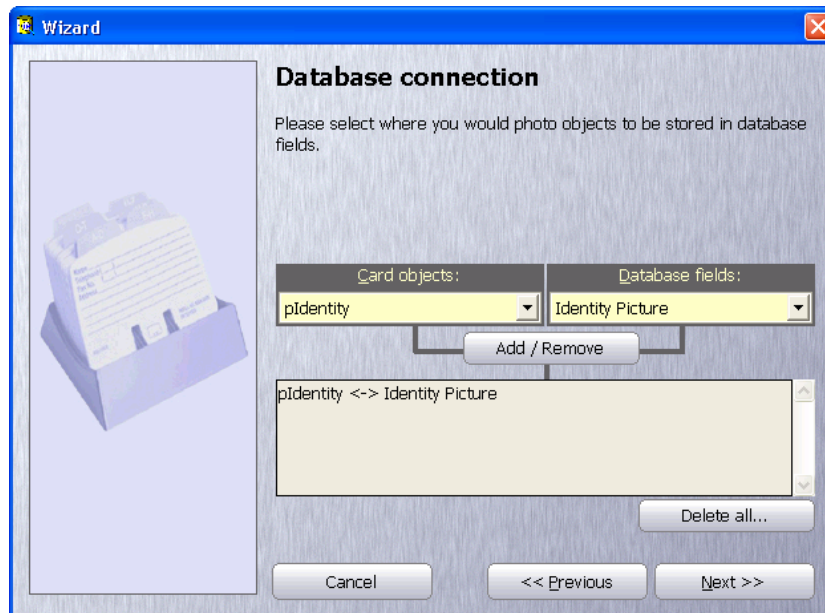 Wizard
Database connection
Please select where you would photo objects to be stored in database
fields.
Card objects:
Database fields:
pIdentity
Identity Picture
Add / Remove
pIdentity <-> Identity Picture
Delete all...
Cancel
<< Previous
Next >>